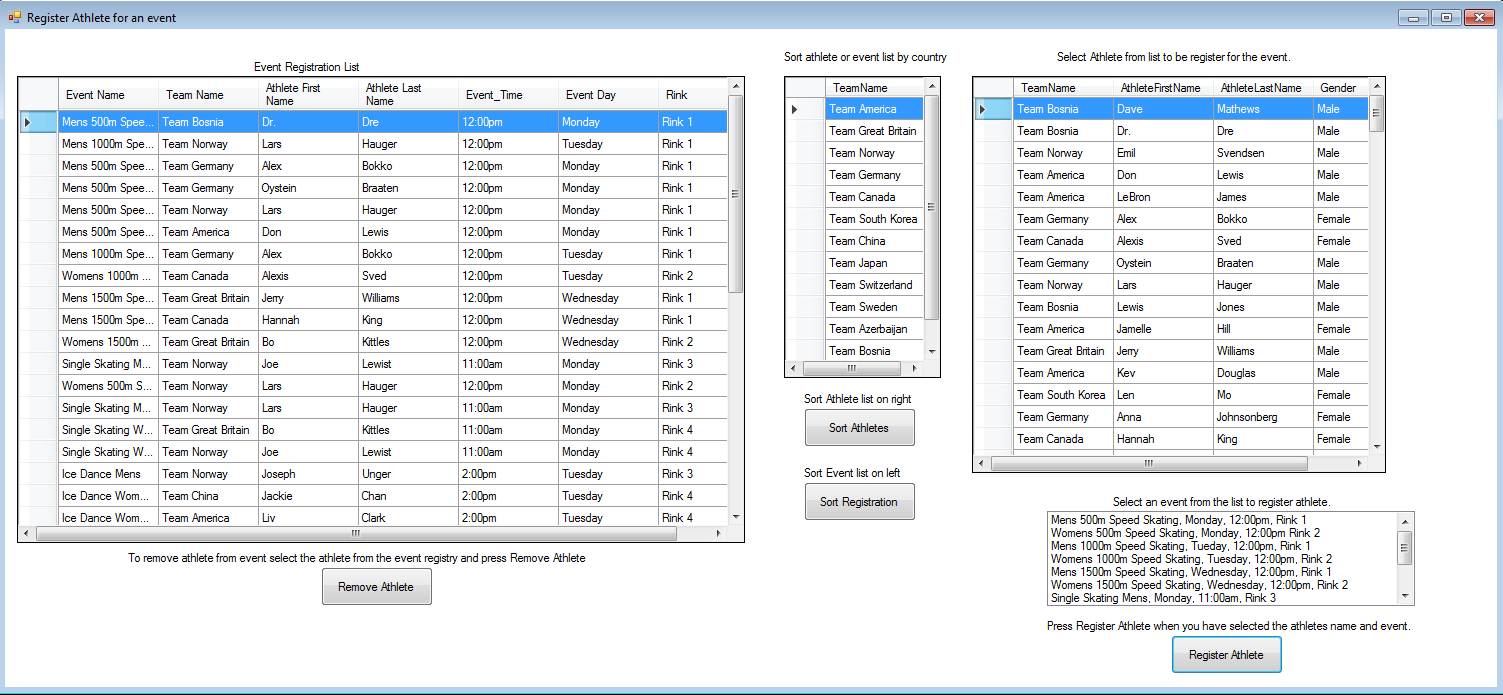 Register Athlete for an event
Event Registration List
Event Name Team Name Athlete First Name Athlete Last Name Event_Time Event Day Rink
Mens 500m Spee... Team Bosnia Dr. Dre 12:00pm Monday Rink 1
Mens 1000m Spe... Team Norway Lars Hauger 12:00pm Tuesday Rink 1
Mens 500m Spee... Team Germany Alex Bokko 12:00pm Monday Rink 1
Mens 500m Spee... Team Germany Oystein Braaten 12:00pm Monday Rink 1
Mens 500m Spee... Team Norway Lars Hauger 12:00pm Monday Rink 1
Mens 500m Spee... Team America Don Lewis 12:00pm Monday Rink 1
Mens 1000m Spe... Team Germany Alex Bokko 12:00pm Tuesday Rink 1
Womens 1000m ... Team Canada Alexis Sved 12:00pm Tuesday Rink 2
Mens 1500m Spe... Team Great Britain Jerry Williams 12:00pm Wednesday Rink 1
Mens 1500m Spe... Team Canada Hannah King 12:00pm Wednesday Rink 1
Womens 1500m ... Team Great Britain Bo Kittles 12:00pm Wednesday Rink 2
Single Skating M... Team Norway Joe Lewist 11:00am Monday Rink 3
Womens 500m S... Team Norway Lars Hauger 12:00pm Monday Rink 2
Single Skating M... Team Norway Lars Hauger 11:00am Monday Rink 3
Single Skating W... Team Great Britain Bo Kittles 11:00am Monday Rink 4
Single Skating W... Team Norway Joe Lewist 11:00am Monday Rink 4
Ice Dance Mens Team Norway Joseph Unger 2:00pm Tuesday Rink 3
Ice Dance Wom... Team China Jackie Chan 2:00pm Tuesday Rink 4
Ice Dance Wom... Team America Liv Clark 2:00pm Tuesday Rink 4
To remove athlete from event select the athlete from the event registry and press Remove Athlete
Remove Athlete
Sort athlete or event list by country
TeamName
Team America
Team Great Britain
Team Norway
Team Germany
Team Canada
Team South Korea
Team China
Team Japan
Team Switzerland
Team Sweden
Team Azerbaijan
Team Bosnia
Sort Athlete list on right
Sort Athletes
Sort Event list on left
Sort Registration
Select Athlete from list to be register for the event.
TeamName AthleteFirstName AthleteLastName Gender
Team Bosnia Dave Mathews Male
Team Bosnia Dr. Dre Male
Team Norway Emil Svendsen Male
Team America Don Lewis Male
Team America LeBron James Male
Team Germany Alex Bokko Female
Team Canada Alexis Sved Female
Team Germany Oystein Braaten Male
Team Norway Lars Hauger Male
Team Bosnia Lewis Jones Male
Team America Jamelle Hill Female
Team Great Britain Jerry Williams Male
Team America Kev Douglas Male
Team South Korea Len Mo Female
Team Germany Anna Johnsonberg Female
Team Canada Hannah King Female
Select an event from the list to register athlete.
Mens 500m Speed Skating, Monday, 12:00pm, Rink 1
Womens 500m Speed Skating, Monday, 12:00pm Rink 2
Mens 1000m Speed Skating, Tueday, 12:00pm, Rink 1
Womens 1000m Speed Skating, Tuesday, 12:00pm, Rink 2
Mens 1500m Speed Skating, Wednesday, 12:00pm, Rink 1
Womens 1500m Speed Skating, Wednesday, 12:00pm, Rink 2
Single Skating Mens, Monday, 11:00am, Rink 3
Press Register Athlete when you have selected the athletes name and event.
Register Athlete